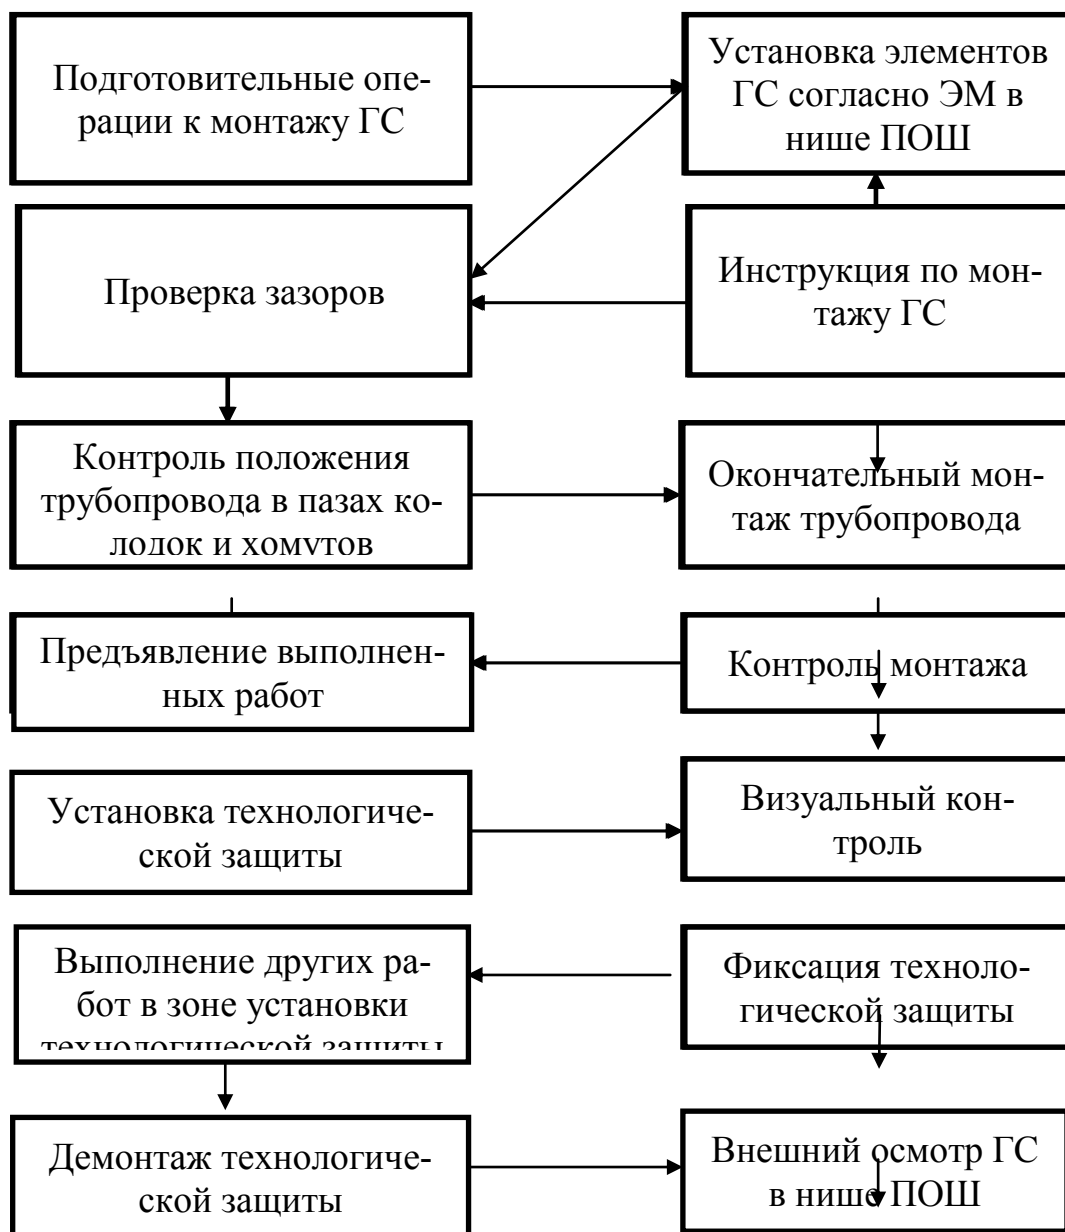 Подготовительные опе-
рации к монтажу ГС
Установка элементов
ГС согласно ЭМ в
нише ПОШ
Проверка зазоров
Инструкция по мон-
тажу ГС
Контроль положения
трубопровода в пазах ко-
лодок и хомутов
Окончательный мон-
таж трубопровода
Предъявление выполнен-
ных работ
Контроль монтажа
Установка технологиче-
ской защиты
Визуальный кон-
троль
Выполнение других ра-
бот в зоне установки
технологической защиты
Фиксация техноло-
гической защиты
Демонтаж технологиче-
ской защиты
Внешний осмотр ГС
в нише ПОШ